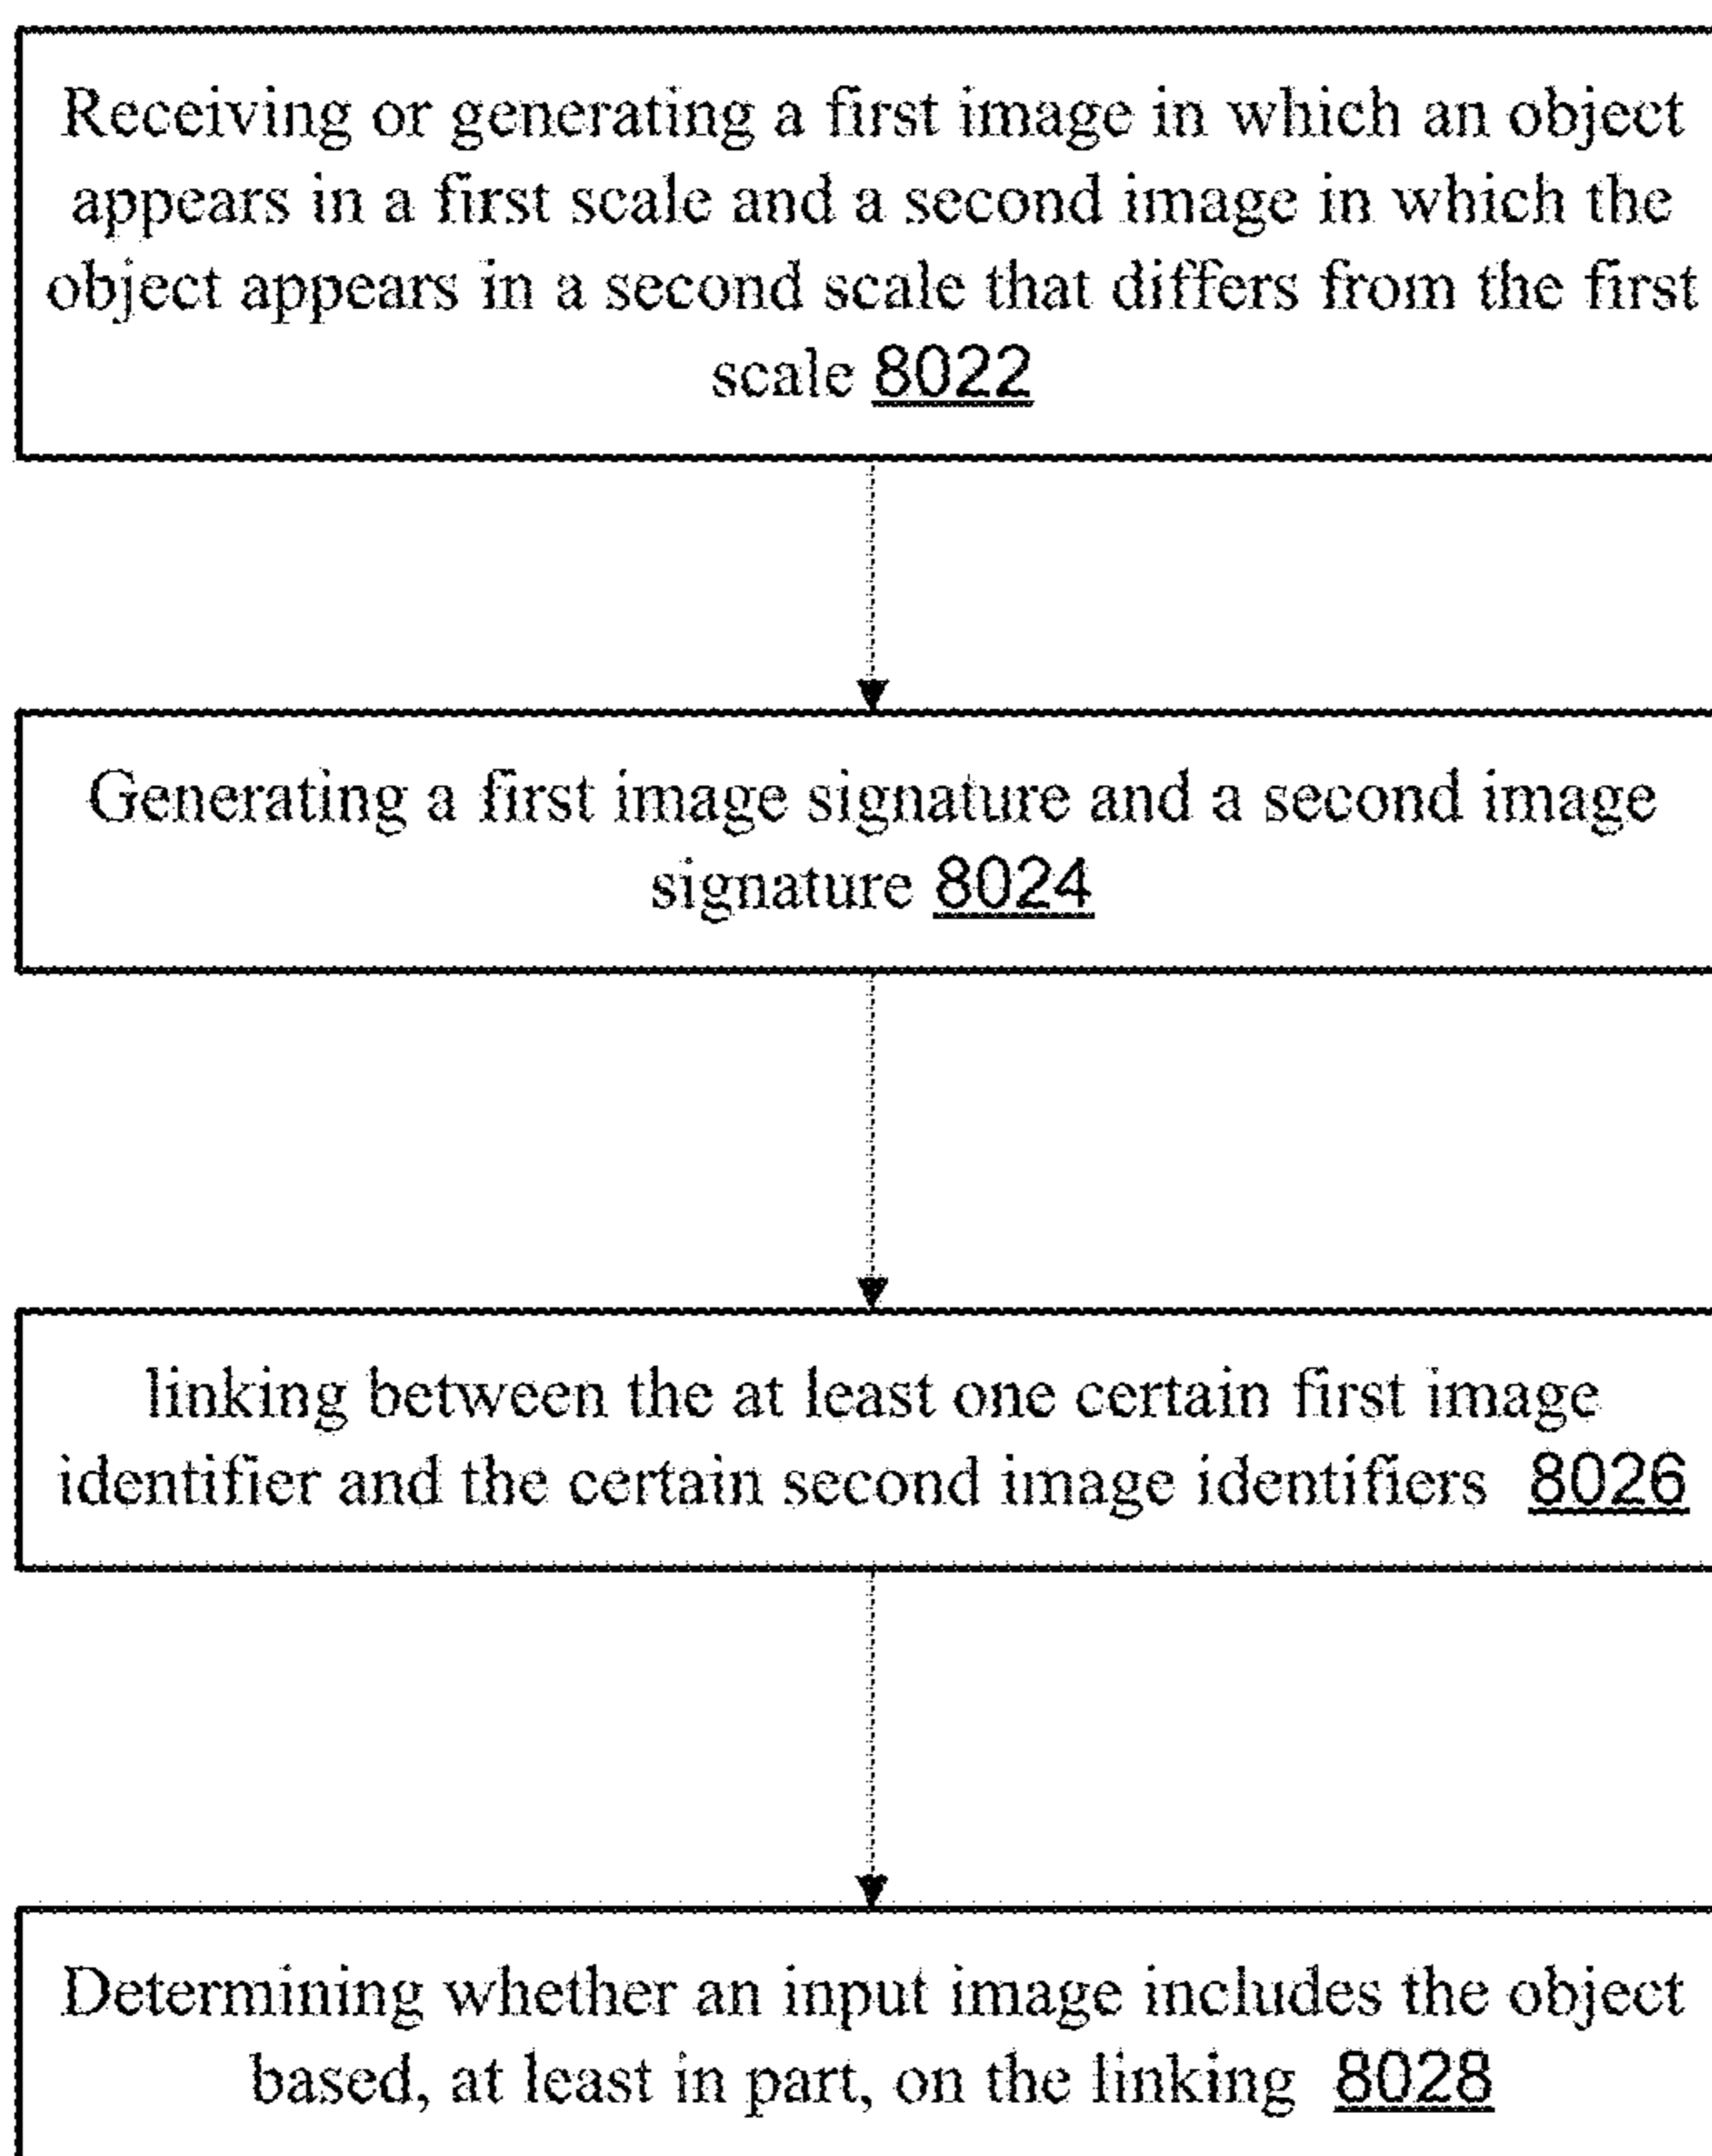 Receiving or generating a first image in which an object
appears in a first scale and a second image in which the
object appears in a second scale that differs from the first
scale 8022
Generating a first image signature and a second image
signature 8024
linking between the at least one certain first image
identifier and the certain second image identifiers 8026
Determining whether an input image includes the object
based, at least in part, on the linking 8028